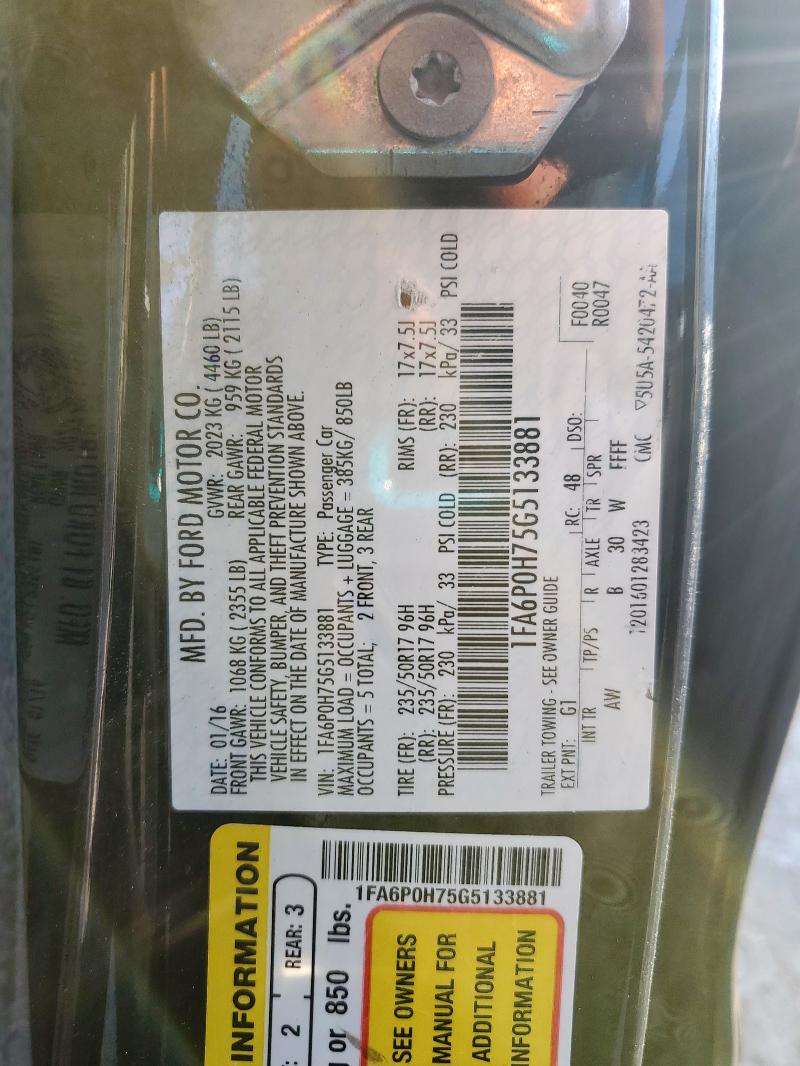 MFD. BY FORD MOTOR CO.
DATE: 01/16 GVWR: 2023 KG ( 4460 LB)
FRONT GAWR: 1068 KG ( 2355 LB) REAR GAWR: 959 KG ( 2115 LB)
THIS VEHICLE CONFORMS TO ALL APPLICABLE FEDERAL MOTOR
VEHICLE SAFETY, BUMPER, AND THEFT PREVENTION STANDARDS
IN EFFECT ON THE DATE OF MANUFACTURE SHOWN ABOVE.
VIN: 1FA6P0H75G5133881 TYPE: Passenger Car
MAXIMUM LOAD = OCCUPANTS + LUGGAGE = 385KG/ 850LB
OCCUPANTS = 5 TOTAL; 2 FRONT, 3 REAR
TIRE (FR): 235/50R17 96H RIMS (FR): 17x7.5J
(RR): 235/50R17 96H (RR): 17x7.5J
PRESSURE (FR): 230 kPa/ 33 PSI COLD (RR): 230 kPa/ 33 PSI COLD
1FA6P0H75G5133881
TRAILER TOWING - SEE OWNER GUIDE
EXT PNT: G1 RC: 48 DSO: F0040
R0047
INT TR TP/PS R AXLE TR SPR
AW B 30 W FFFF
1201601283423 CMC ▽5U5A-5420472-AA
INFORMATION
2 REAR: 3
or 850 lbs.
1FA6P0H75G5133881
SEE OWNERS
MANUAL FOR
ADDITIONAL
INFORMATION